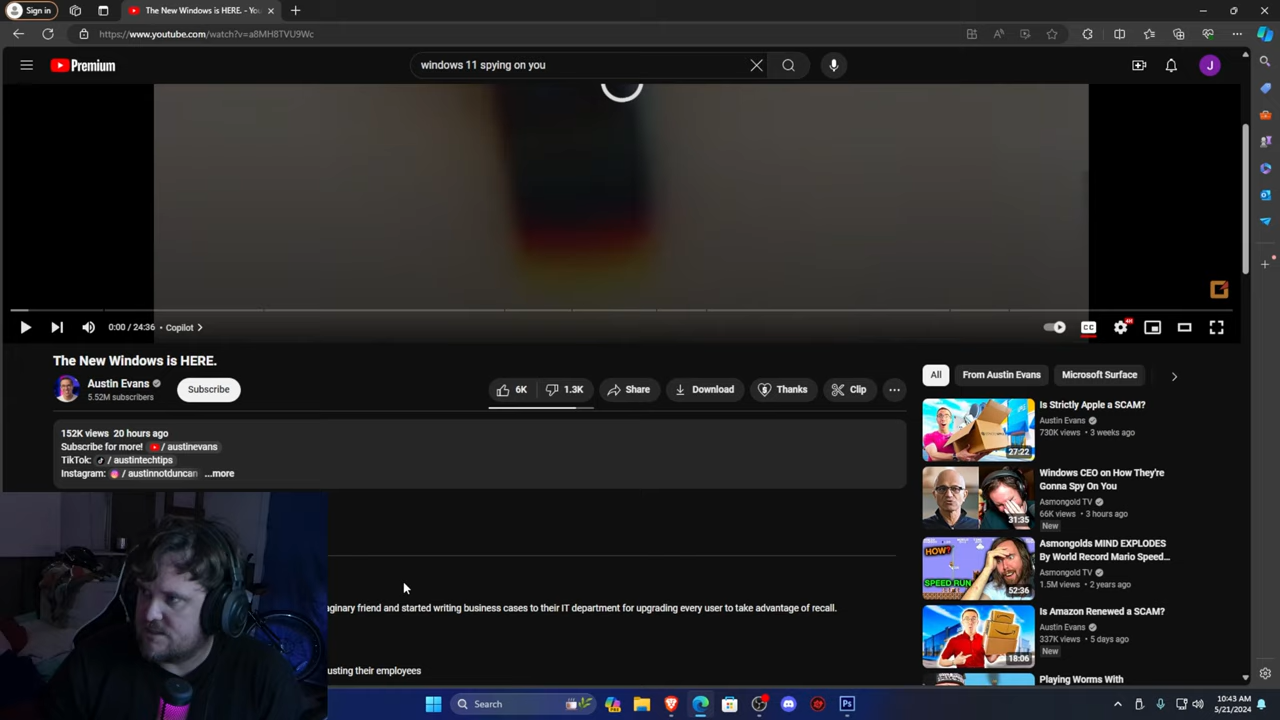 Sign in
The New Windows is HERE. - You
https://www.youtube.com/watch?v=a8MH8TVU9Wc
Premium
windows 11 spying on you
J
0:00 / 24:36 • Copilot
CC
4K
The New Windows is HERE.
Austin Evans
5.52M subscribers
Subscribe
6K
1.3K
Share
Download
Thanks
Clip
152K views 20 hours ago
Subscribe for more! / austinevans
TikTok: / austintechtips
Instagram: / austinnotduncan ...more
aginary friend and started writing business cases to their IT department for upgrading every user to take advantage of recall.
usting their employees
All
From Austin Evans
Microsoft Surface
Is Strictly Apple a SCAM?
Austin Evans
730K views • 3 weeks ago
27:22
Windows CEO on How They're
Gonna Spy On You
Asmongold TV
66K views • 3 hours ago
New
31:35
Asmongolds MIND EXPLODES
By World Record Mario Speed...
Asmongold TV
1.5M views • 2 years ago
HOW?
SPEED RUN
52:36
Is Amazon Renewed a SCAM?
Austin Evans
337K views • 5 days ago
New
18:06
Playing Worms With
Search
Ps
10:43 AM
5/21/2024